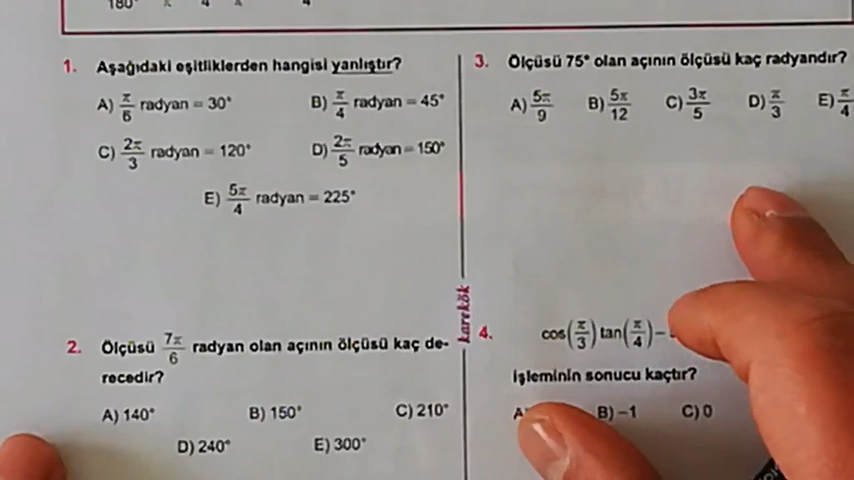 180°
1. Aşağıdaki eşitliklerden hangisi yanlıştır?
A) π/6 radyan = 30° B) π/4 radyan = 45°
C) 2π/3 radyan = 120° D) 2π/5 radyan = 150°
E) 5π/4 radyan = 225°
2. Ölçüsü 7π/6 radyan olan açının ölçüsü kaç de-
recedir?
A) 140° B) 150° C) 210°
D) 240° E) 300°
karekök
3. Ölçüsü 75° olan açının ölçüsü kaç radyandır?
A) 5π/9 B) 5π/12 C) 3π/5 D) π/3 E) π/4
4. cos(π/3) tan(π/4) –
işleminin sonucu kaçtır?
A B) –1 C) 0